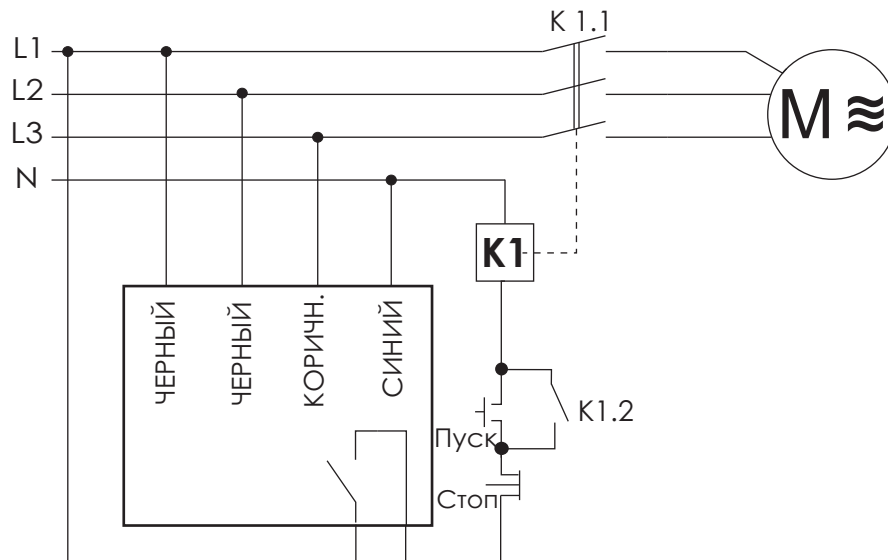 K 1.1
L1
L2
L3
N
M
K1
ЧЕРНЫЙ
ЧЕРНЫЙ
КОРИЧН.
СИНИЙ
K1.2
Пуск
Стоп